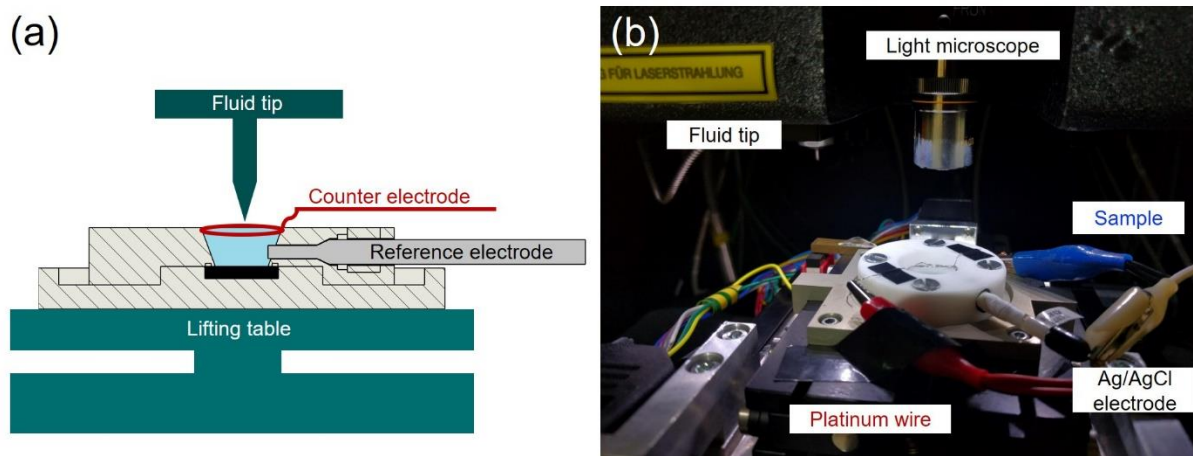 (a)
Fluid tip
Counter electrode
Reference electrode
Lifting table
(b)
Light microscope
G FÜR LASERSTRAHLUNG
Fluid tip
Sample
Ag/AgCl
electrode
Platinum wire